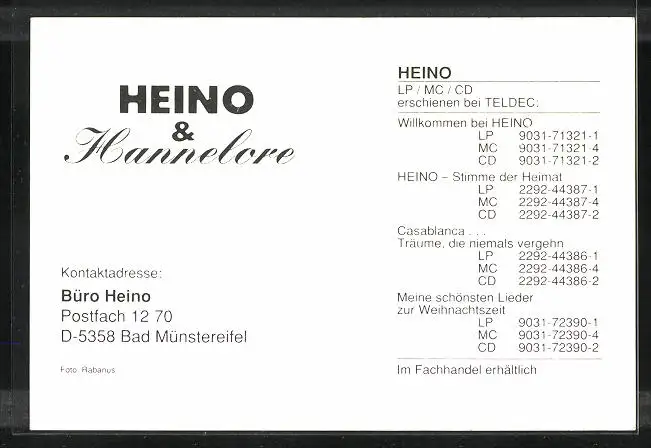 HEINO
&
Hannelore
Kontaktadresse:
Büro Heino
Postfach 12 70
D-5358 Bad Münstereifel
Foto: Rabanus
HEINO
LP / MC / CD
erschienen bei TELDEC:
Willkommen bei HEINO
LP 9031-71321-1
MC 9031-71321-4
CD 9031-71321-2
HEINO – Stimme der Heimat
LP 2292-44387-1
MC 2292-44387-4
CD 2292-44387-2
Casablanca . . .
Träume, die niemals vergehn
LP 2292-44386-1
MC 2292-44386-4
CD 2292-44386-2
Meine schönsten Lieder
zur Weihnachtszeit
LP 9031-72390-1
MC 9031-72390-4
CD 9031-72390-2
Im Fachhandel erhältlich